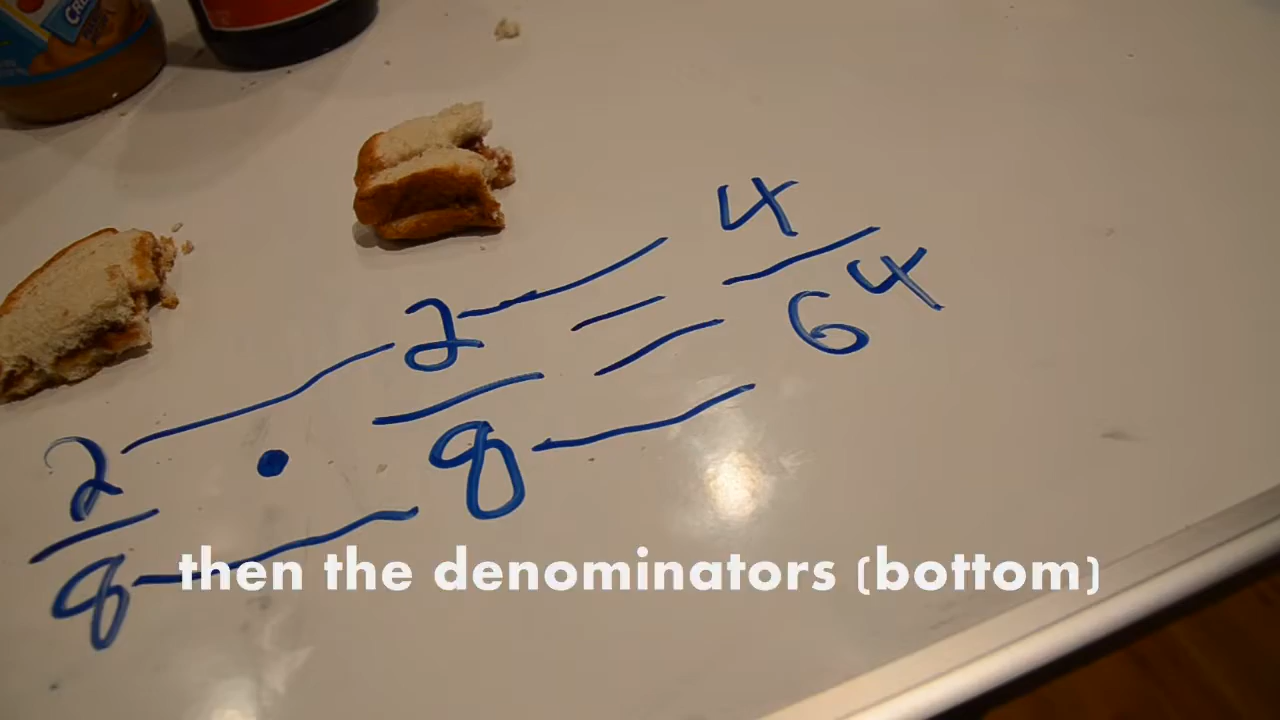 2/8 • 2/8 = 4/64
then the denominators (bottom)